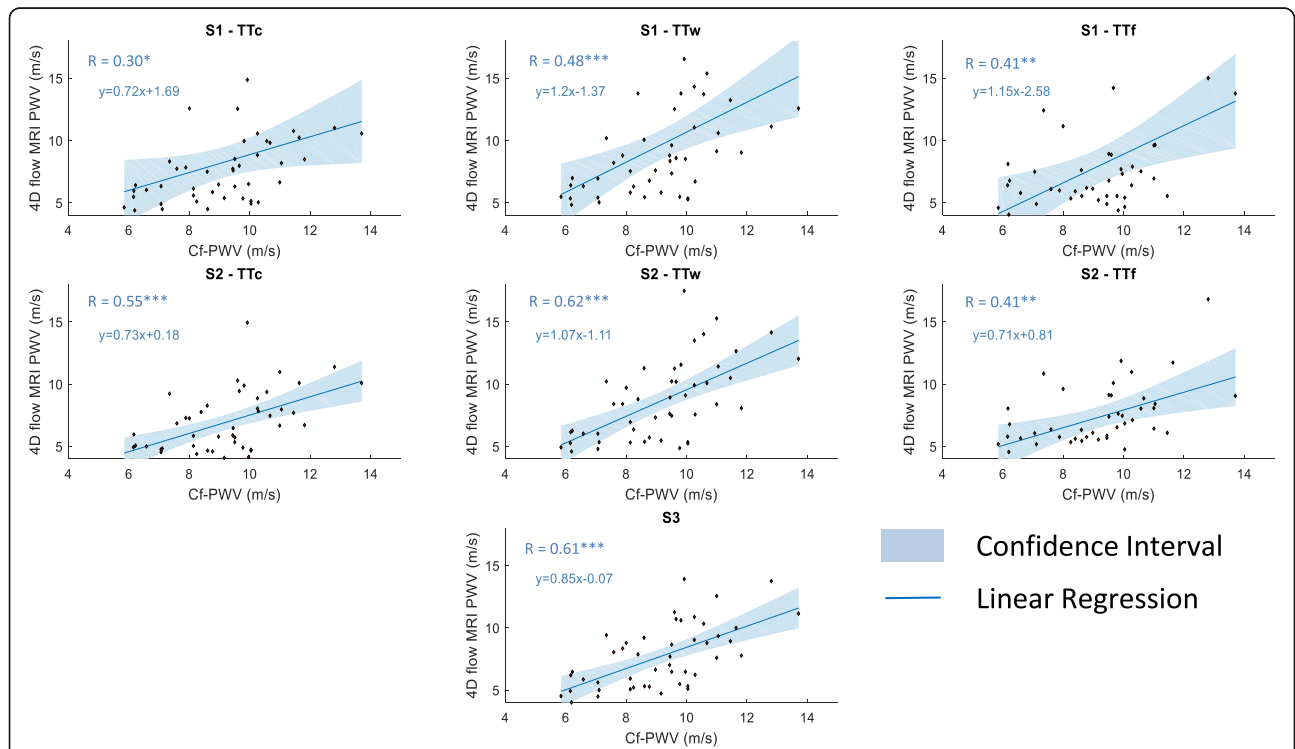 S1 - TTc
4D flow MRI PWV (m/s)
R = 0.30*
y=0.72x+1.69
15
10
5
4 6 8 10 12 14
Cf-PWV (m/s)
S1 - TTw
4D flow MRI PWV (m/s)
R = 0.48***
y=1.2x-1.37
15
10
5
4 6 8 10 12 14
Cf-PWV (m/s)
S1 - TTf
4D flow MRI PWV (m/s)
R = 0.41**
y=1.15x-2.58
15
10
5
4 6 8 10 12 14
Cf-PWV (m/s)
S2 - TTc
4D flow MRI PWV (m/s)
R = 0.55***
y=0.73x+0.18
15
10
5
4 6 8 10 12 14
Cf-PWV (m/s)
S2 - TTw
4D flow MRI PWV (m/s)
R = 0.62***
y=1.07x-1.11
15
10
5
4 6 8 10 12 14
Cf-PWV (m/s)
S2 - TTf
4D flow MRI PWV (m/s)
R = 0.41**
y=0.71x+0.81
15
10
5
4 6 8 10 12 14
Cf-PWV (m/s)
S3
4D flow MRI PWV (m/s)
R = 0.61***
y=0.85x-0.07
15
10
5
4 6 8 10 12 14
Cf-PWV (m/s)
Confidence Interval
Linear Regression